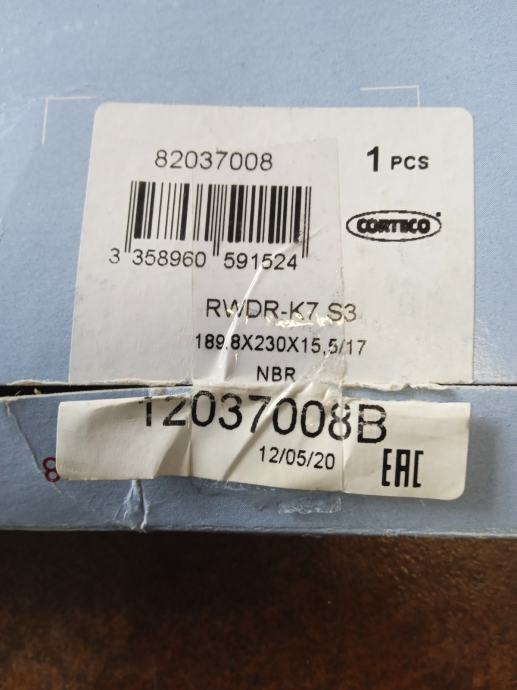 82037008
1 PCS
CORTECO
3 358960 591524
RWDR-K7 S3
189,8X230X15,5/17
NBR
12037008B
12/05/20
EAC
8